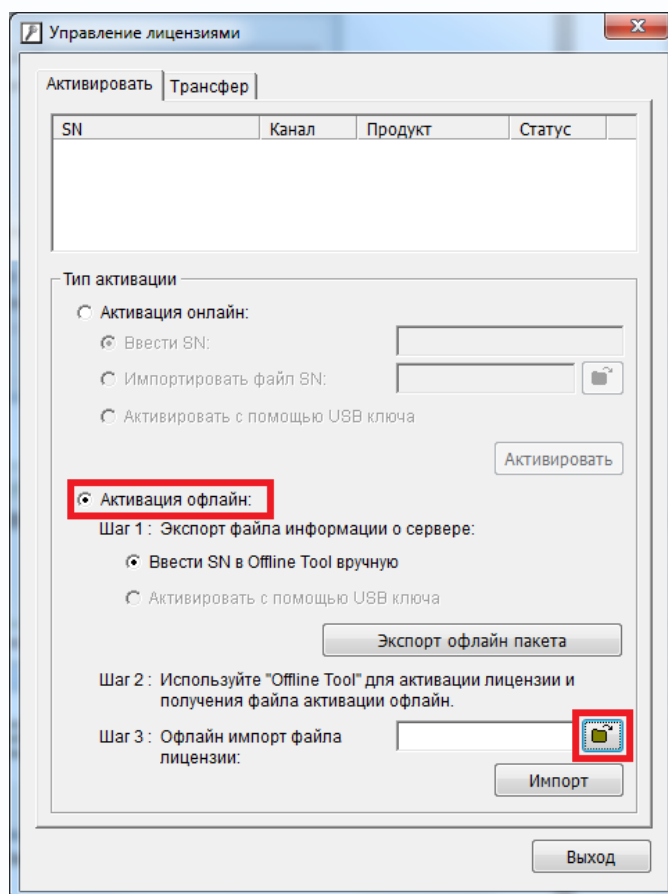 Управление лицензиями
Активировать Трансфер
SN Канал Продукт Статус
Тип активации
Активация онлайн:
Ввести SN:
Импортировать файл SN:
Активировать с помощью USB ключа
Активировать
Активация офлайн:
Шаг 1 : Экспорт файла информации о сервере:
Ввести SN в Offline Tool вручную
Активировать с помощью USB ключа
Экспорт офлайн пакета
Шаг 2 : Используйте "Offline Tool" для активации лицензии и
получения файла активации офлайн.
Шаг 3 : Офлайн импорт файла
лицензии:
Импорт
Выход